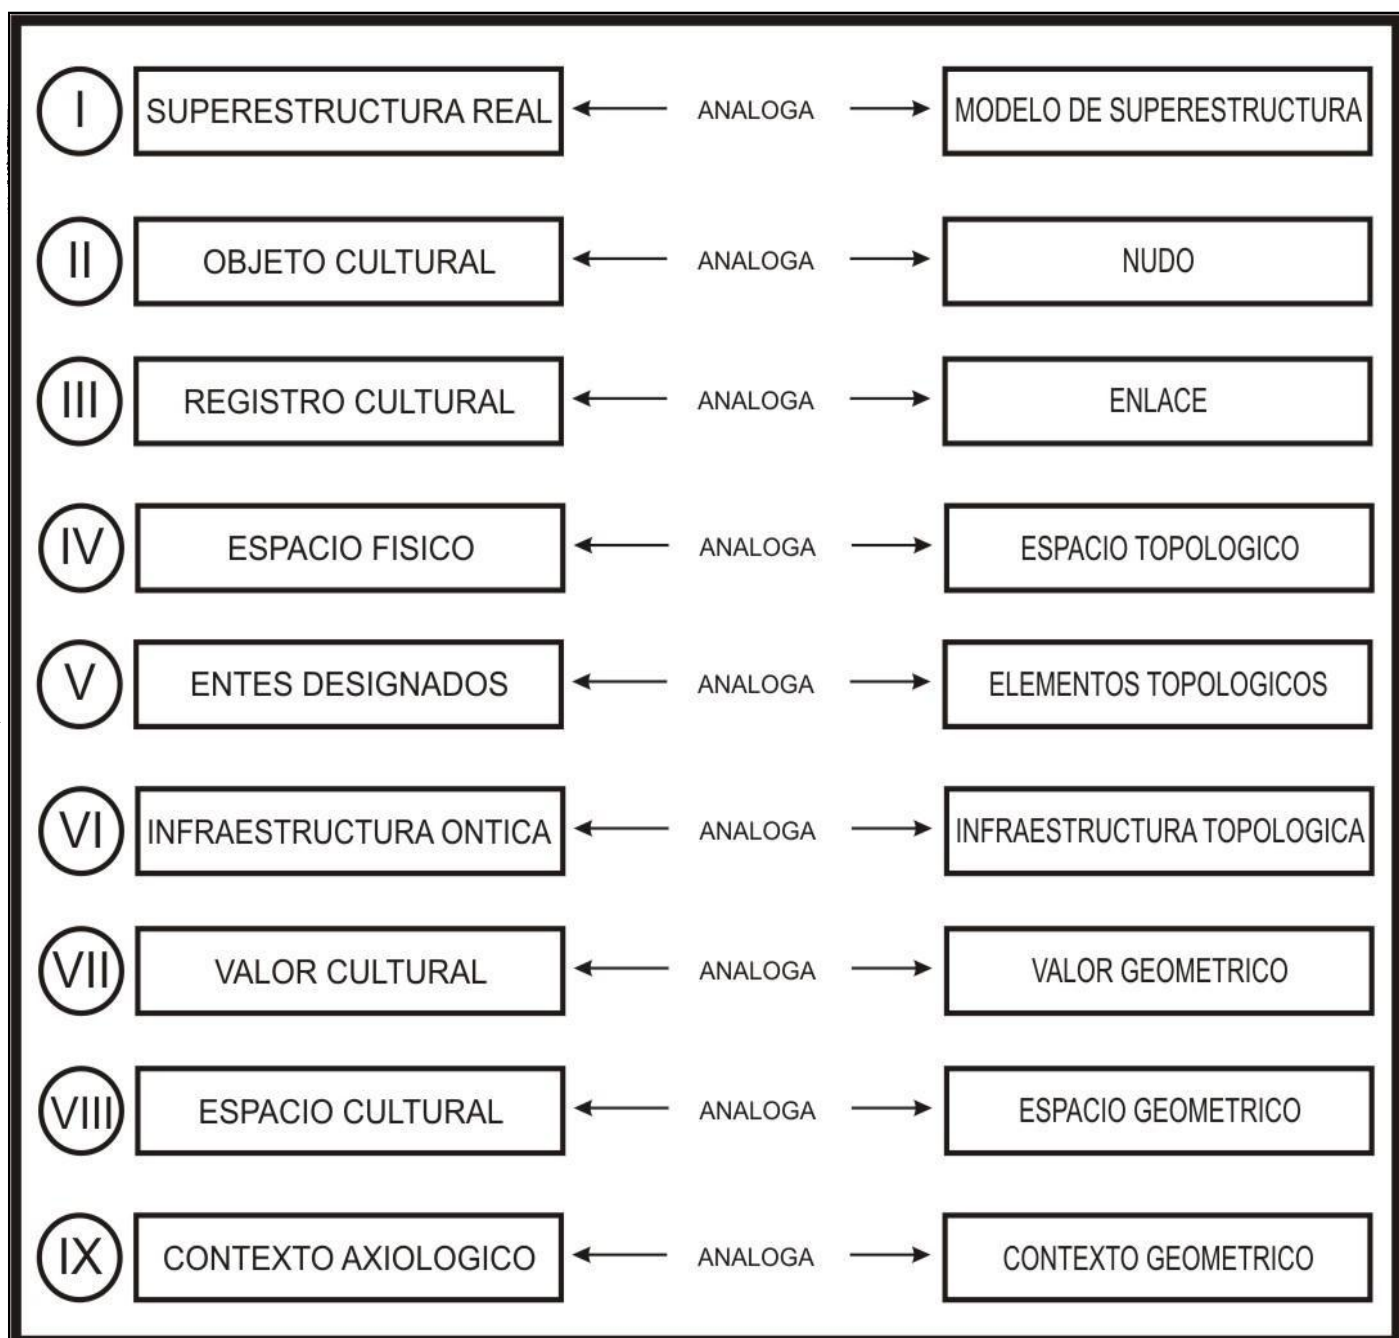 I SUPERESTRUCTURA REAL ANALOGA MODELO DE SUPERESTRUCTURA
II OBJETO CULTURAL ANALOGA NUDO
III REGISTRO CULTURAL ANALOGA ENLACE
IV ESPACIO FISICO ANALOGA ESPACIO TOPOLOGICO
V ENTES DESIGNADOS ANALOGA ELEMENTOS TOPOLOGICOS
VI INFRAESTRUCTURA ONTICA ANALOGA INFRAESTRUCTURA TOPOLOGICA
VII VALOR CULTURAL ANALOGA VALOR GEOMETRICO
VIII ESPACIO CULTURAL ANALOGA ESPACIO GEOMETRICO
IX CONTEXTO AXIOLOGICO ANALOGA CONTEXTO GEOMETRICO